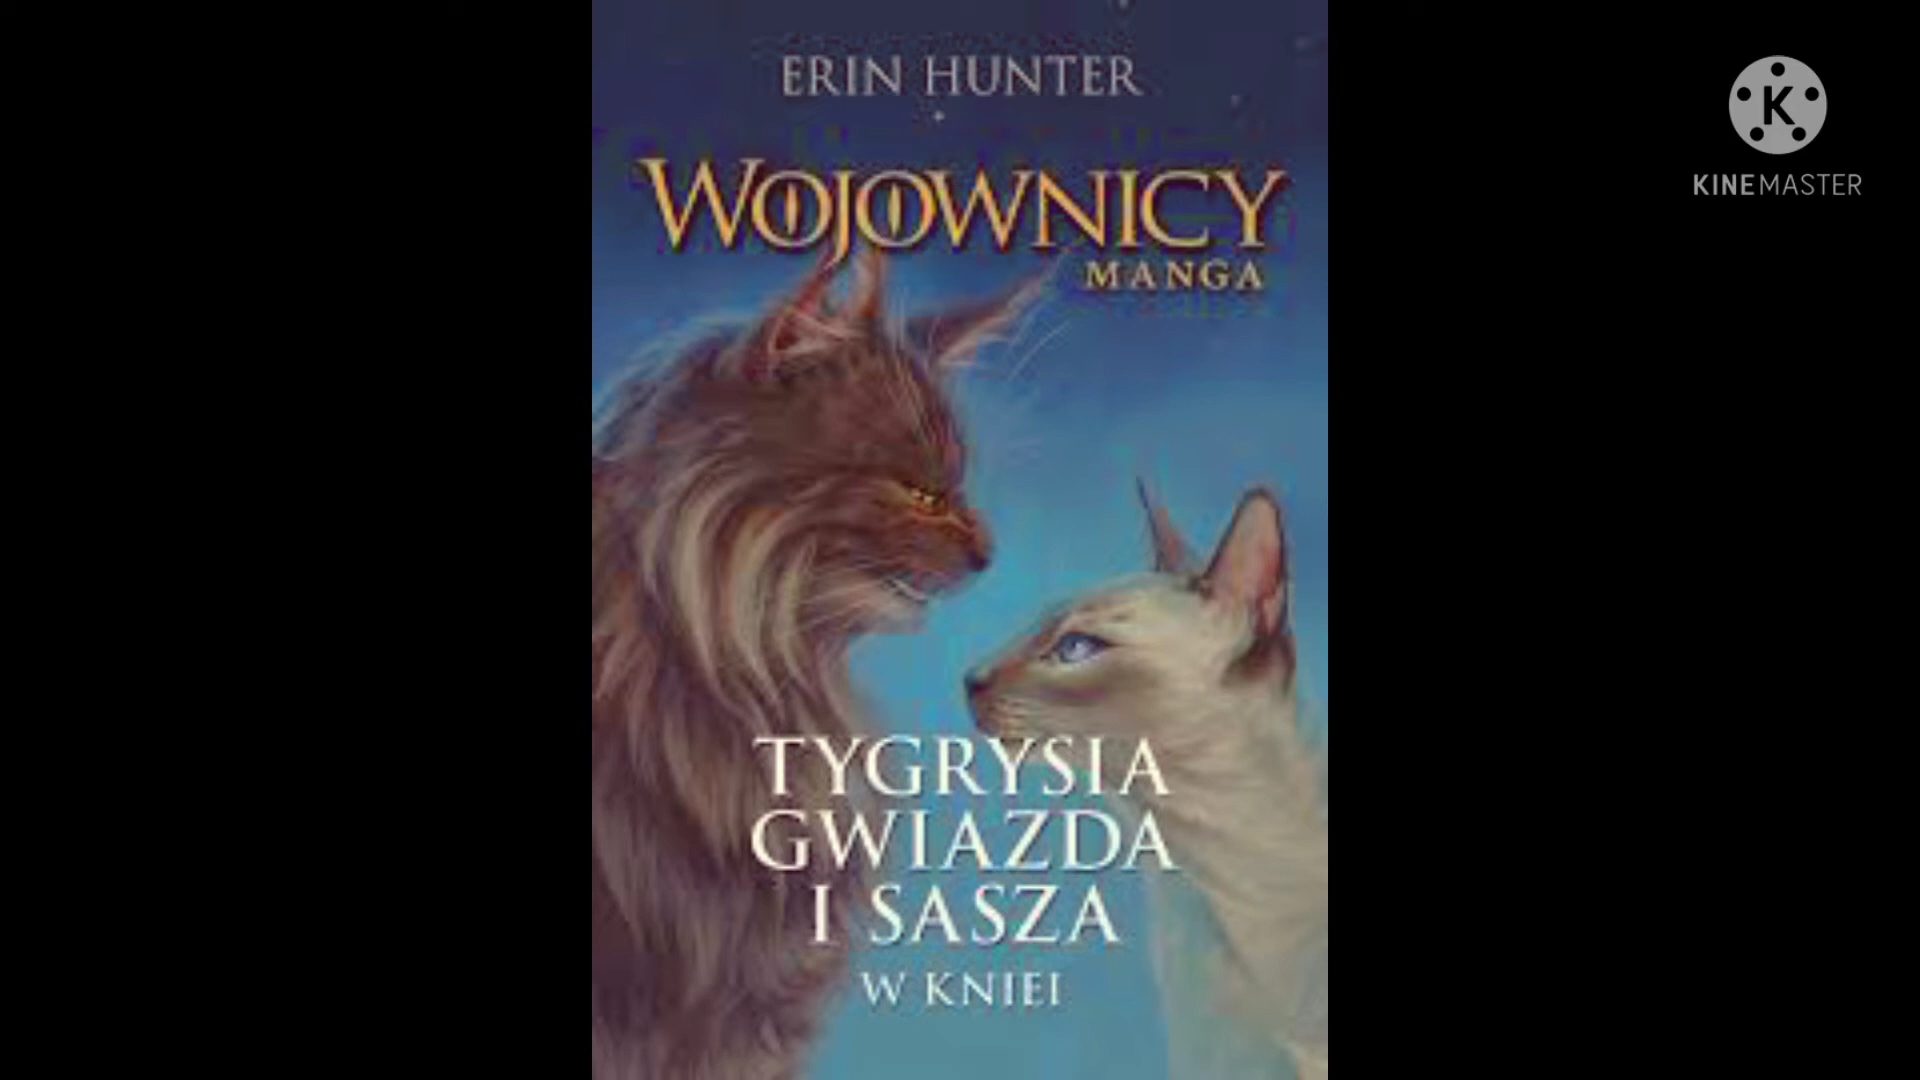 ERIN HUNTER
WOJOWNICY
MANGA
TYGRYSIA
GWIAZDA
I SASZA
W KNIEI
K
KINEMASTER